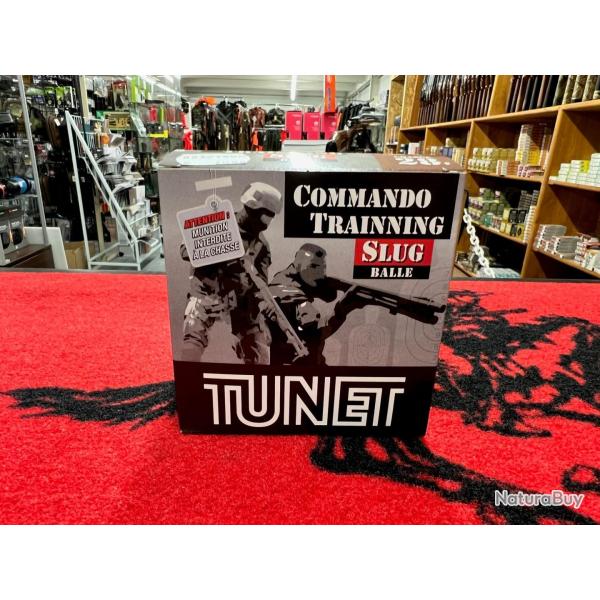 COMMANDO
TRAINNING
SLUG
BALLE
ATTENTION :
MUNITION
INTERDITE
À LA CHASSE
TUNET
NaturaBuy